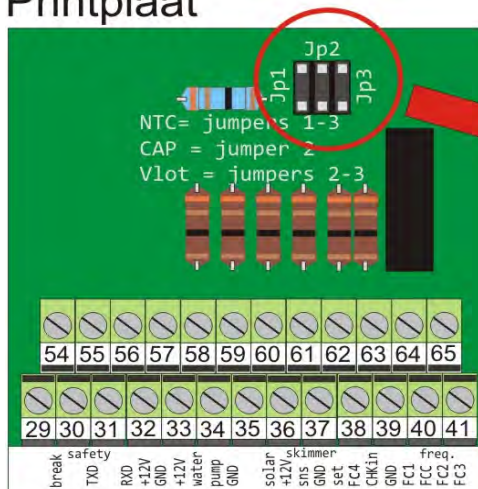 Printplaat
Jp2
Jp1
Jp3
NTC= jumpers 1-3
CAP = jumper 2
Vlot = jumpers 2-3
54 55 56 57 58 59 60 61 62 63 64 65
29 30 31 32 33 34 35 36 37 38 39 40 41
safety
skimmer
freq.
break
TXD
RXD
+12V
GND
+12V
water
pump
GND
solar
+12V
sns
GND
set
FC4
CHKin
GND
FC1
FCC
FC2
FC3